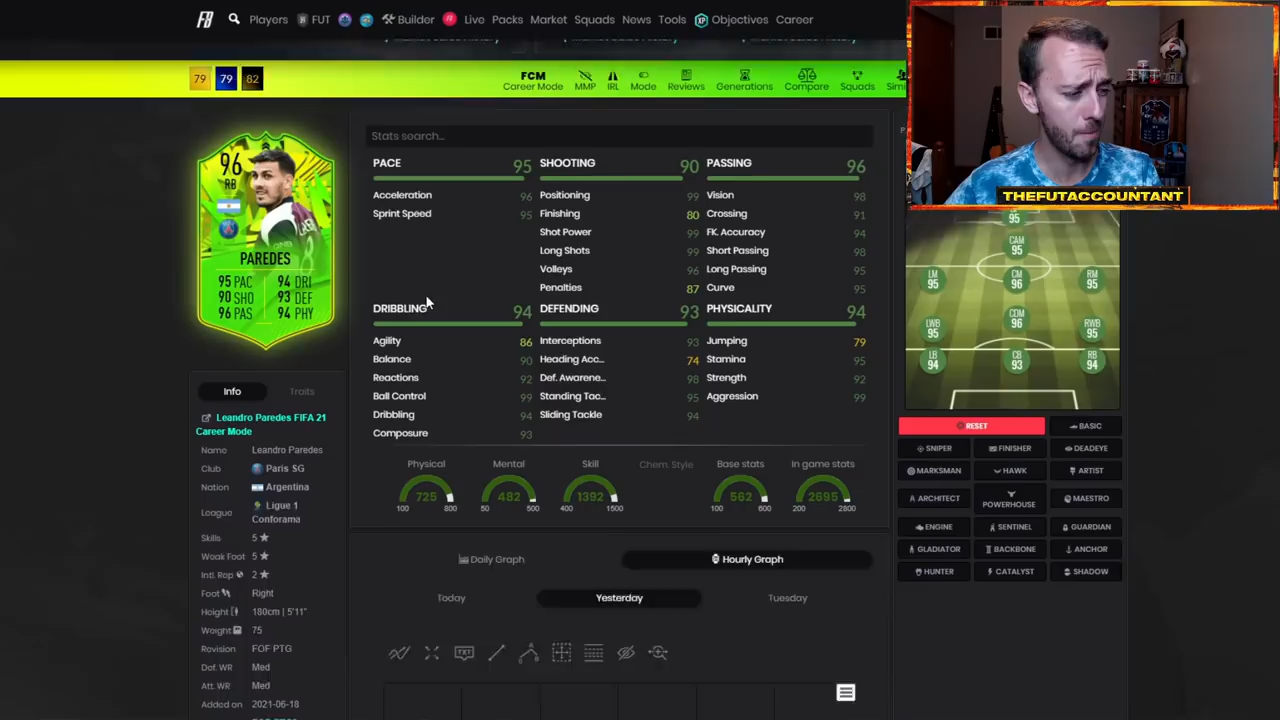 FB Players FUT Builder Live Packs Market Squads News Tools XP Objectives Career
79 79 82
FCM
Career Mode MMP IRL Mode Reviews Generations Compare Squads Simi
THEFUTACCOUNTANT
96
RB
PAREDES
95 PAC 94 DRI
90 SHO 93 DEF
96 PAS 94 PHY
Stats search...
PACE 95
Acceleration 96
Sprint Speed 95
SHOOTING 90
Positioning 99
Finishing 80
Shot Power 99
Long Shots 99
Volleys 96
Penalties 87
PASSING 96
Vision 98
Crossing 91
FK. Accuracy 94
Short Passing 98
Long Passing 95
Curve 95
DRIBBLING 94
Agility 86
Balance 90
Reactions 92
Ball Control 99
Dribbling 94
Composure 93
DEFENDING 93
Interceptions 93
Heading Acc... 74
Def. Awarene... 98
Standing Tac... 95
Sliding Tackle 94
PHYSICALITY 94
Jumping 79
Stamina 95
Strength 92
Aggression 99
Physical Mental Skill Chem. Style Base stats In game stats
725 482 1392 562 2695
100 800 50 500 400 1500 100 600 200 2800
Daily Graph Hourly Graph
Today Yesterday Tuesday
TXT
Info Traits
Leandro Paredes FIFA 21
Career Mode
Name Leandro Paredes
Club Paris SG
Nation Argentina
League Ligue 1
Conforama
Skills 5
Weak Foot 5
Intl. Rep 2
Foot Right
Height 180cm | 5'11"
Weight 75
Revision FOF PTG
Def. WR Med
Att. WR Med
Added on 2021-06-18
95
CAM
95
LM CM RM
95 96 95
CDM
96
LWB RWB
95 95
LB CB RB
94 93 94
RESET BASIC
SNIPER FINISHER DEADEYE
MARKSMAN HAWK ARTIST
ARCHITECT POWERHOUSE MAESTRO
ENGINE SENTINEL GUARDIAN
GLADIATOR BACKBONE ANCHOR
HUNTER CATALYST SHADOW